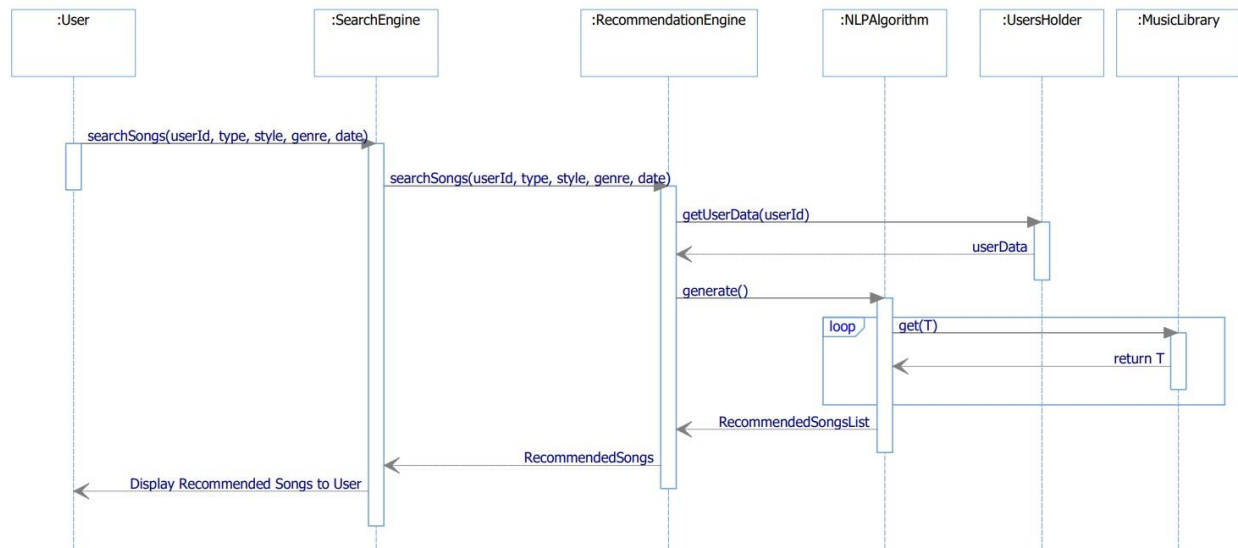 :User
:SearchEngine
:RecommendationEngine
:NLPAlgorithm
:UsersHolder
:MusicLibrary
searchSongs(userId, type, style, genre, date)
searchSongs(userId, type, style, genre, date)
getUserData(userId)
userData
generate()
loop
get(T)
return T
RecommendedSongsList
RecommendedSongs
Display Recommended Songs to User